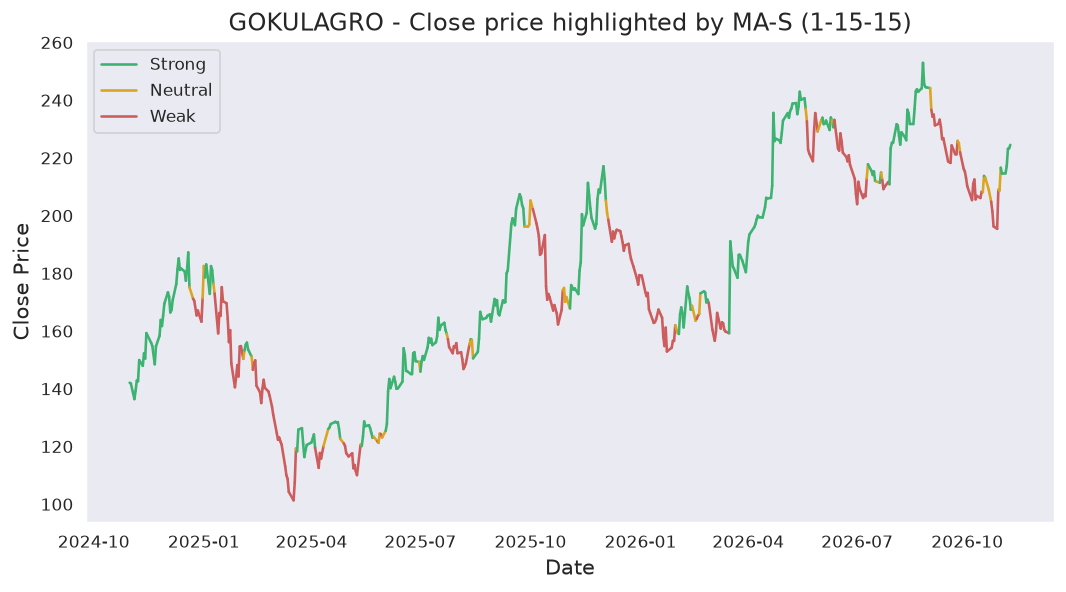 GOKULAGRO - Close price highlighted by MA-S (1-15-15)
Strong
Neutral
Weak
Close Price
260
240
220
200
180
160
140
120
100
2024-10 2025-01 2025-04 2025-07 2025-10 2026-01 2026-04 2026-07 2026-10
Date